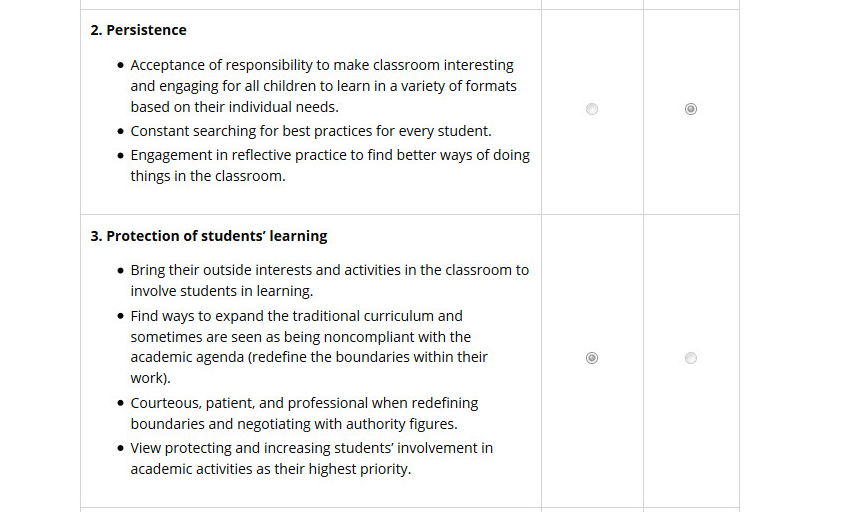 2. Persistence
• Acceptance of responsibility to make classroom interesting
and engaging for all children to learn in a variety of formats
based on their individual needs.
• Constant searching for best practices for every student.
• Engagement in reflective practice to find better ways of doing
things in the classroom.
3. Protection of students’ learning
• Bring their outside interests and activities in the classroom to
involve students in learning.
• Find ways to expand the traditional curriculum and
sometimes are seen as being noncompliant with the
academic agenda (redefine the boundaries within their
work).
• Courteous, patient, and professional when redefining
boundaries and negotiating with authority figures.
• View protecting and increasing students’ involvement in
academic activities as their highest priority.